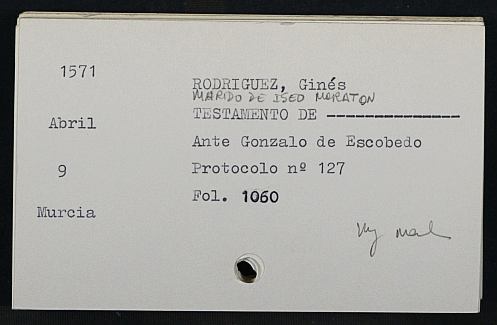 1571
Abril
9
Murcia
RODRIGUEZ, Ginés
MARIDO DE ISEO MORATON
TESTAMENTO DE --------------
Ante Gonzalo de Escobedo
Protocolo nº 127
Fol. 1060